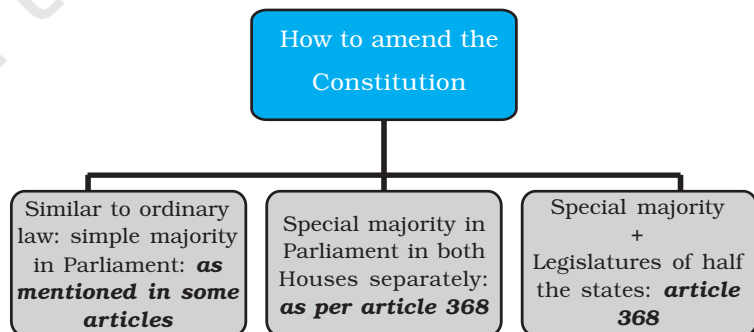 How to amend the
Constitution
Similar to ordinary
law: simple majority
in Parliament: as
mentioned in some
articles
Special majority in
Parliament in both
Houses separately:
as per article 368
Special majority
+
Legislatures of half
the states: article
368